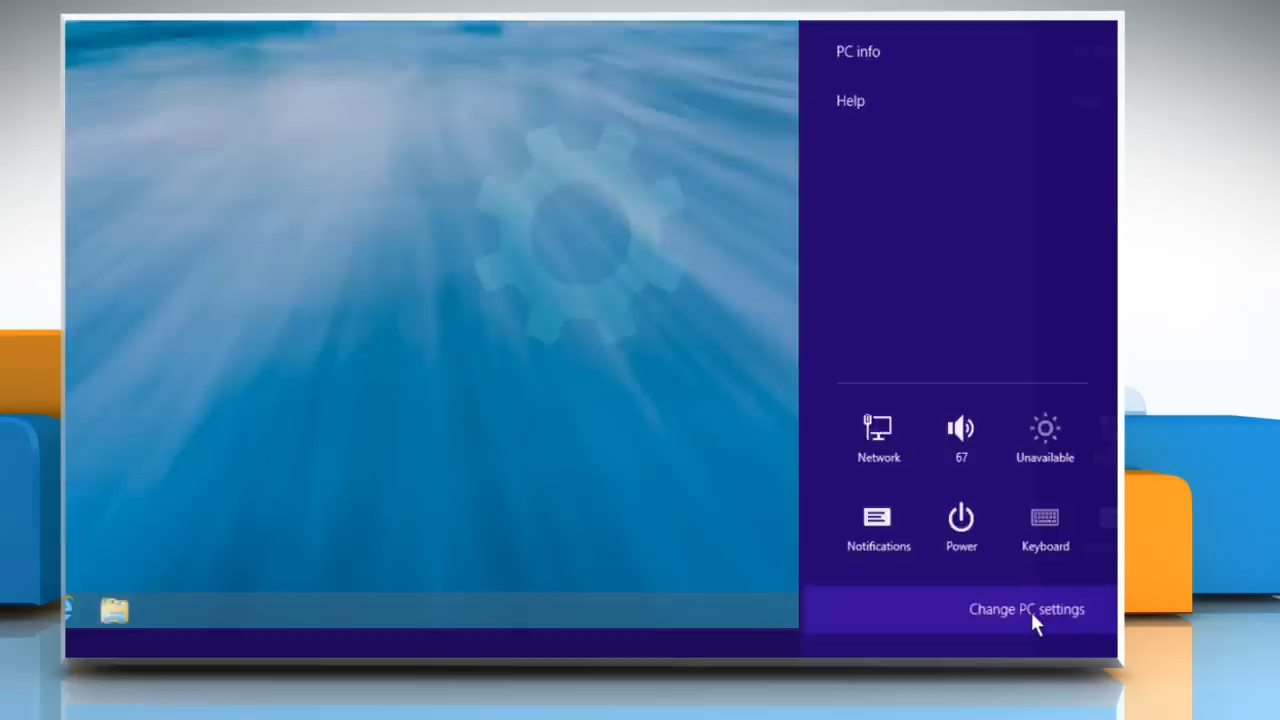 PC info
Help
Network
67
Unavailable
Notifications
Power
Keyboard
Change PC settings